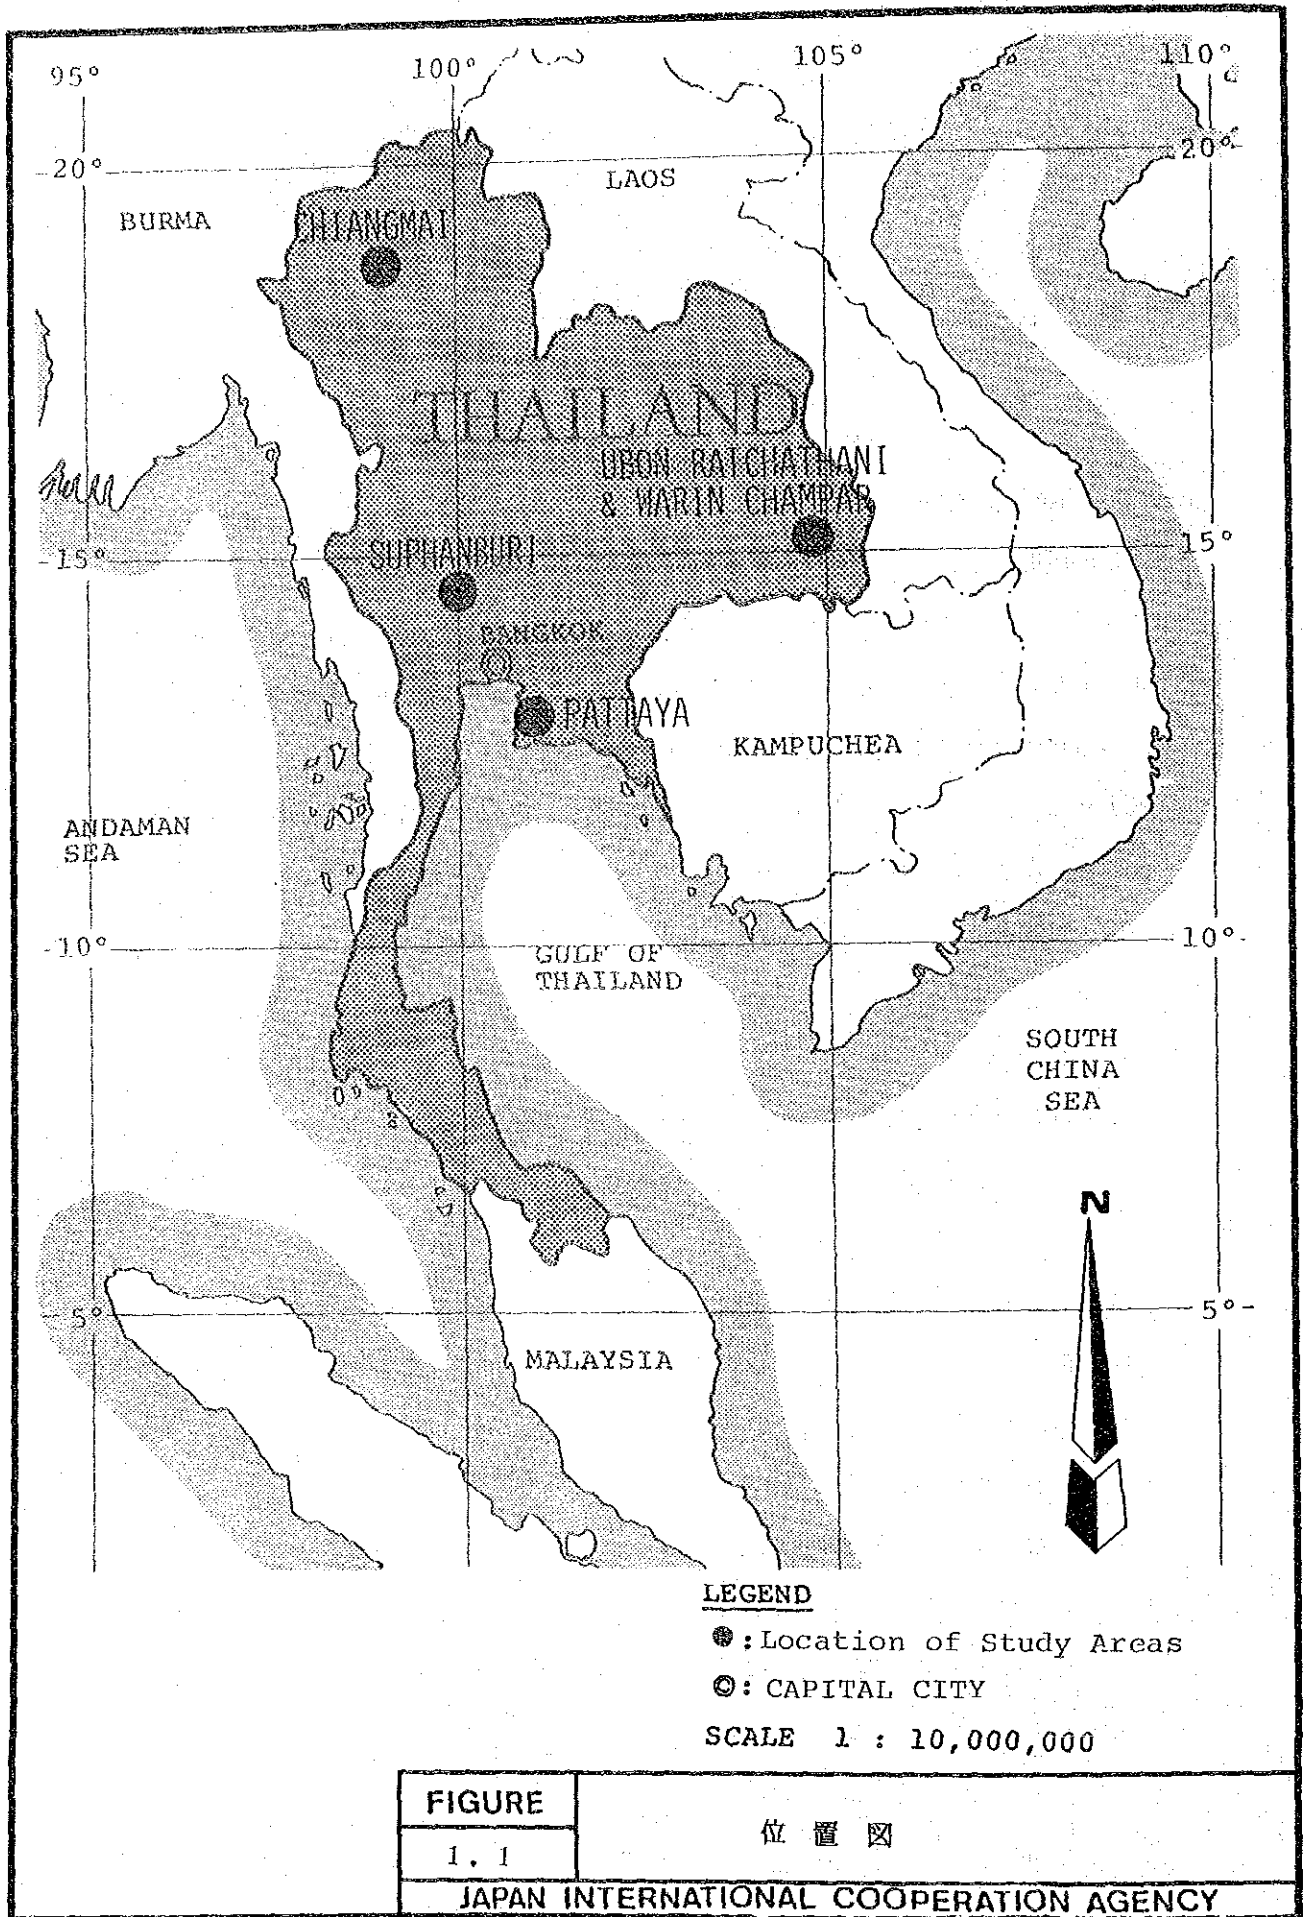 95°
100°
105°
110°
20°
20°
LAOS
BURMA
CHIANGMAI
THAILAND
UBON RATCHATHANI
& WARIN CHAMPAR
SUPHANBURI
15°
15°
BANGKOK
PATTAYA
KAMPUCHEA
ANDAMAN
SEA
10°
10°
GULF OF
THAILAND
SOUTH
CHINA
SEA
N
5°
5°
MALAYSIA
LEGEND
●: Location of Study Areas
◎: CAPITAL CITY
SCALE 1 : 10,000,000
FIGURE
1. 1
位置図
JAPAN INTERNATIONAL COOPERATION AGENCY